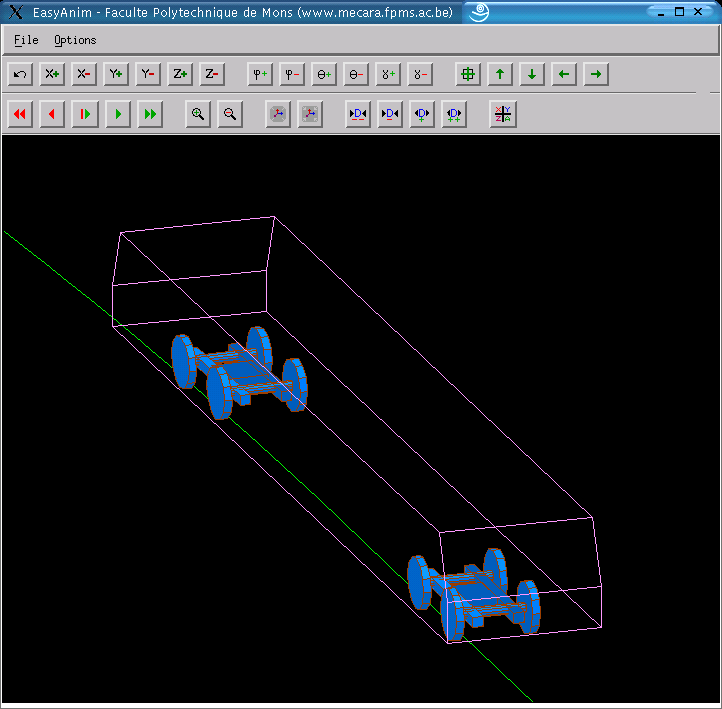 EasyAnim - Faculte Polytechnique de Mons (www.mecara.fpms.ac.be)
File Options
X+ X- Y+ Y- Z+ Z- φ+ φ- θ+ θ- ɣ+ ɣ-
D-- D- D+ D++ X Y Z A